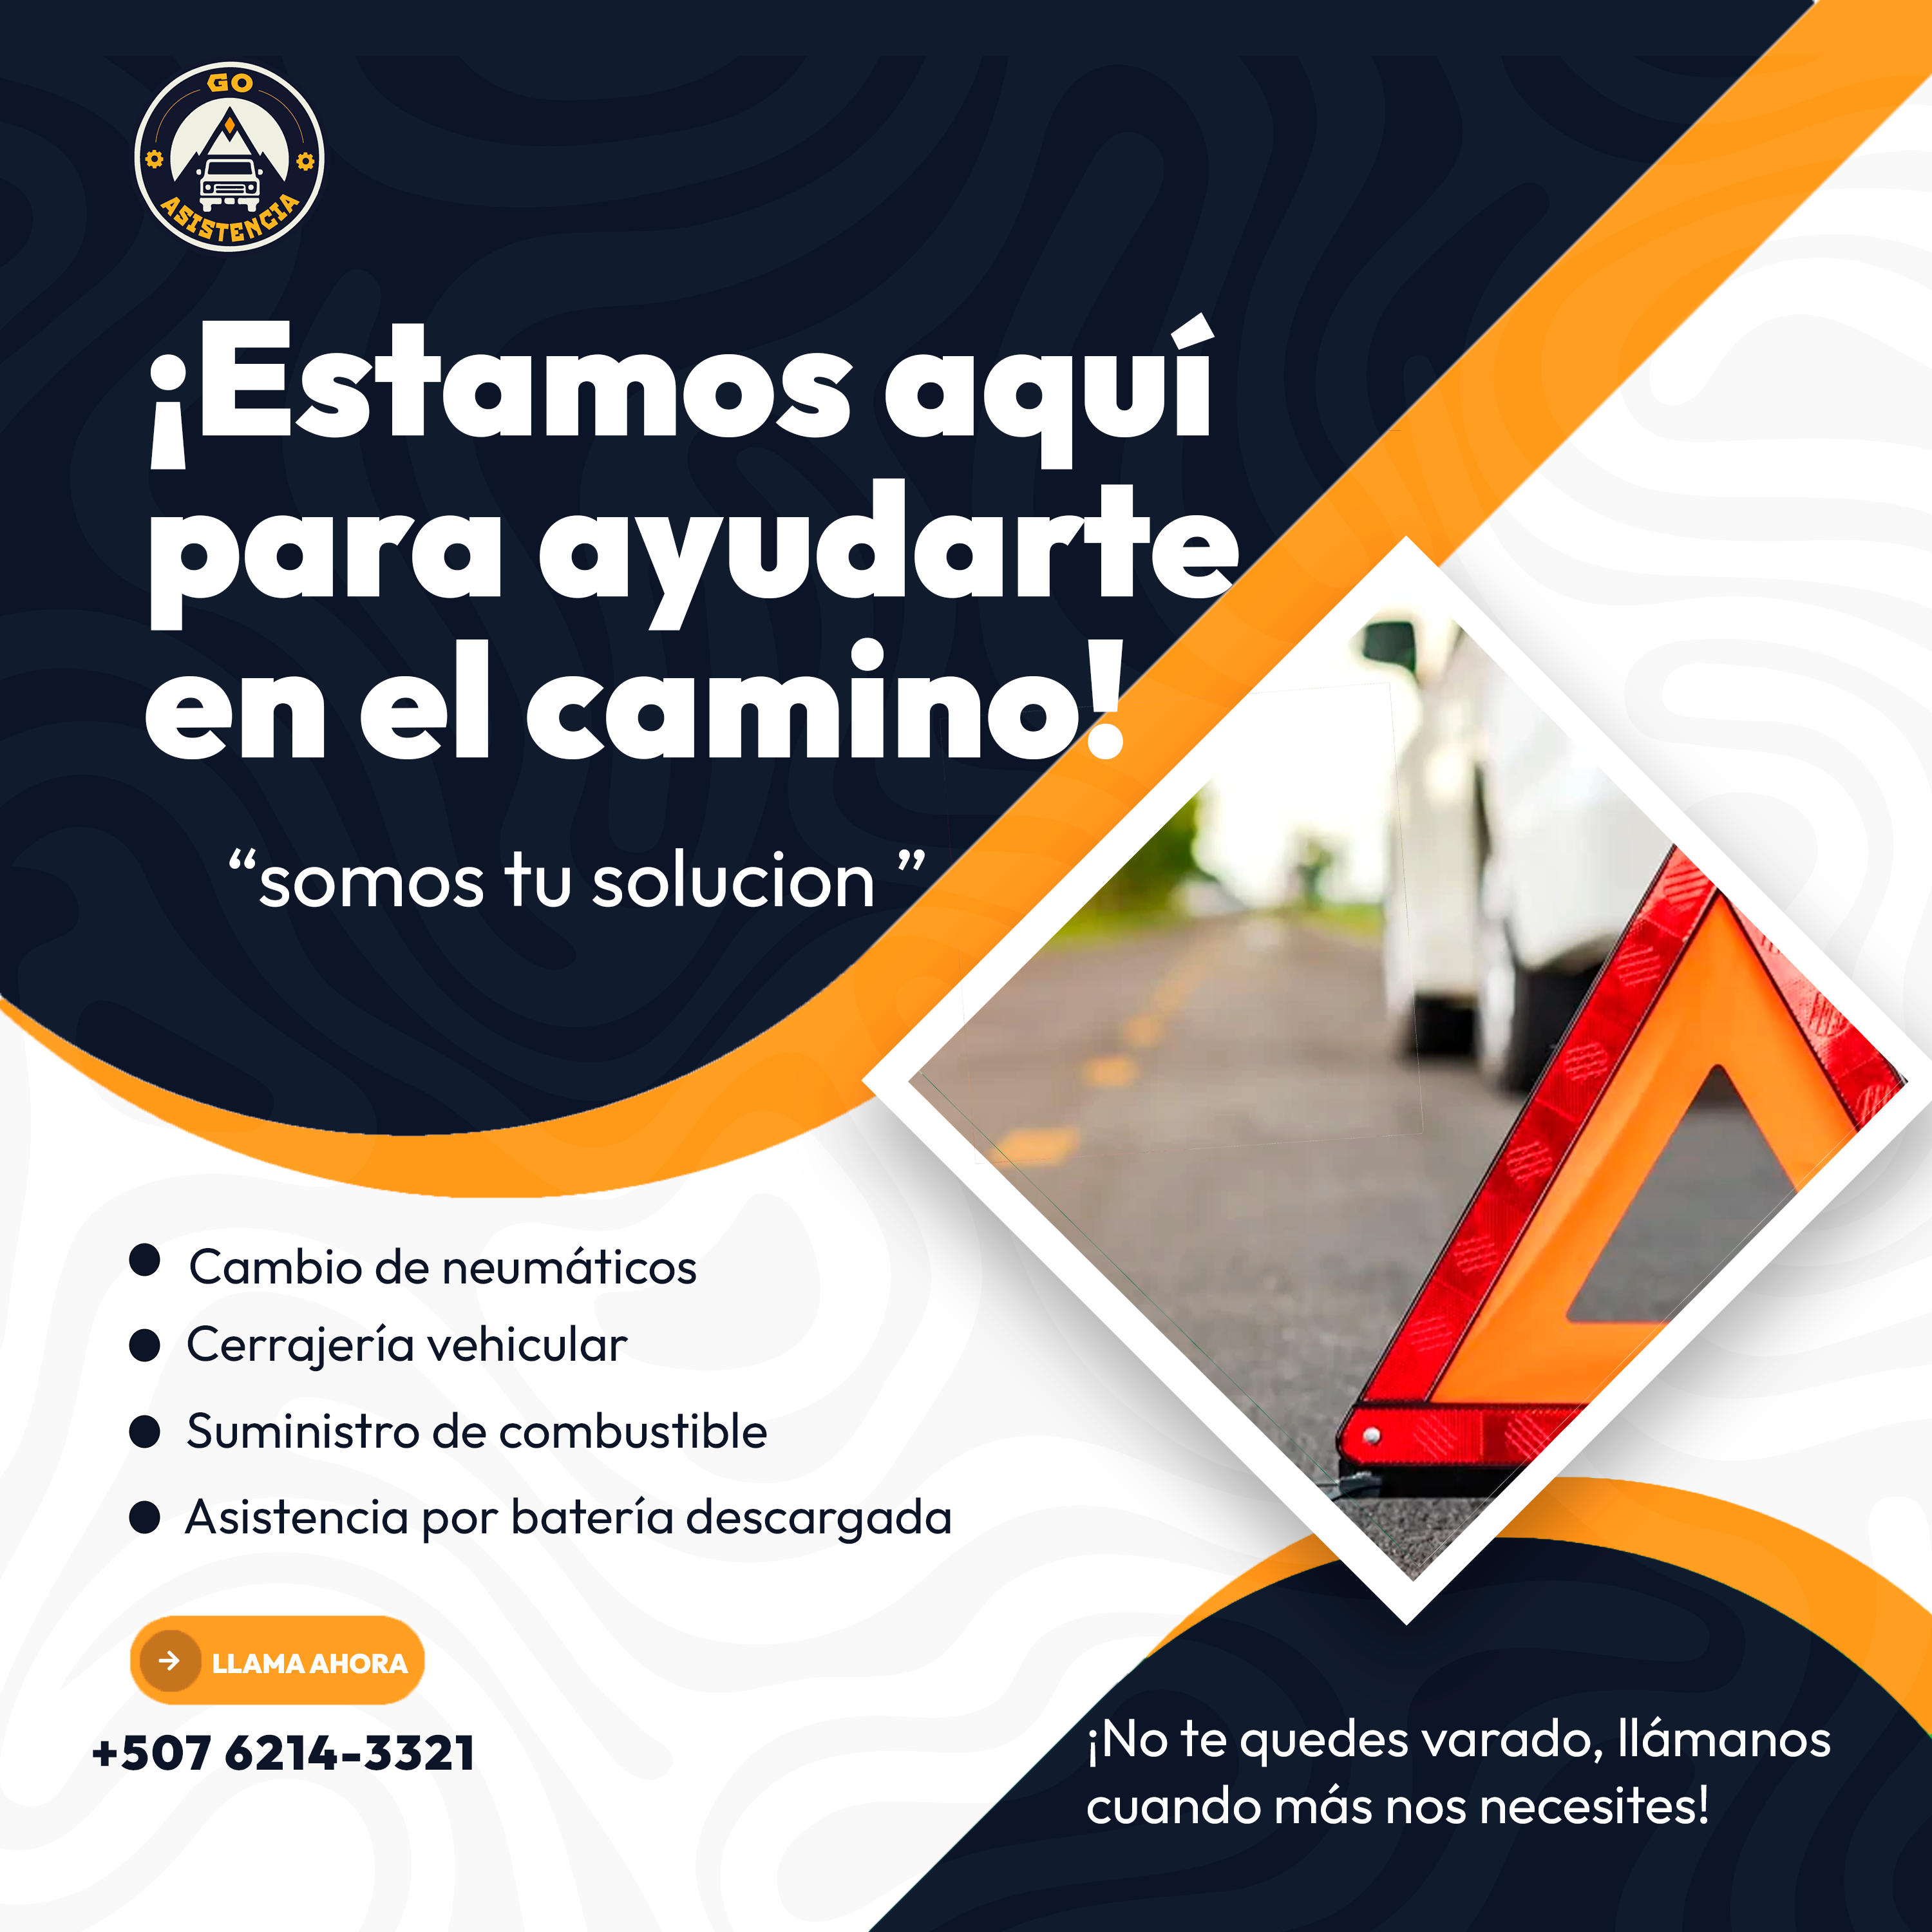 GO
ASISTENCIA
¡Estamos aquí
para ayudarte
en el camino!
“somos tu solucion ”
Cambio de neumáticos
Cerrajería vehicular
Suministro de combustible
Asistencia por batería descargada
LLAMA AHORA
+507 6214-3321
¡No te quedes varado, llámanos
cuando más nos necesites!